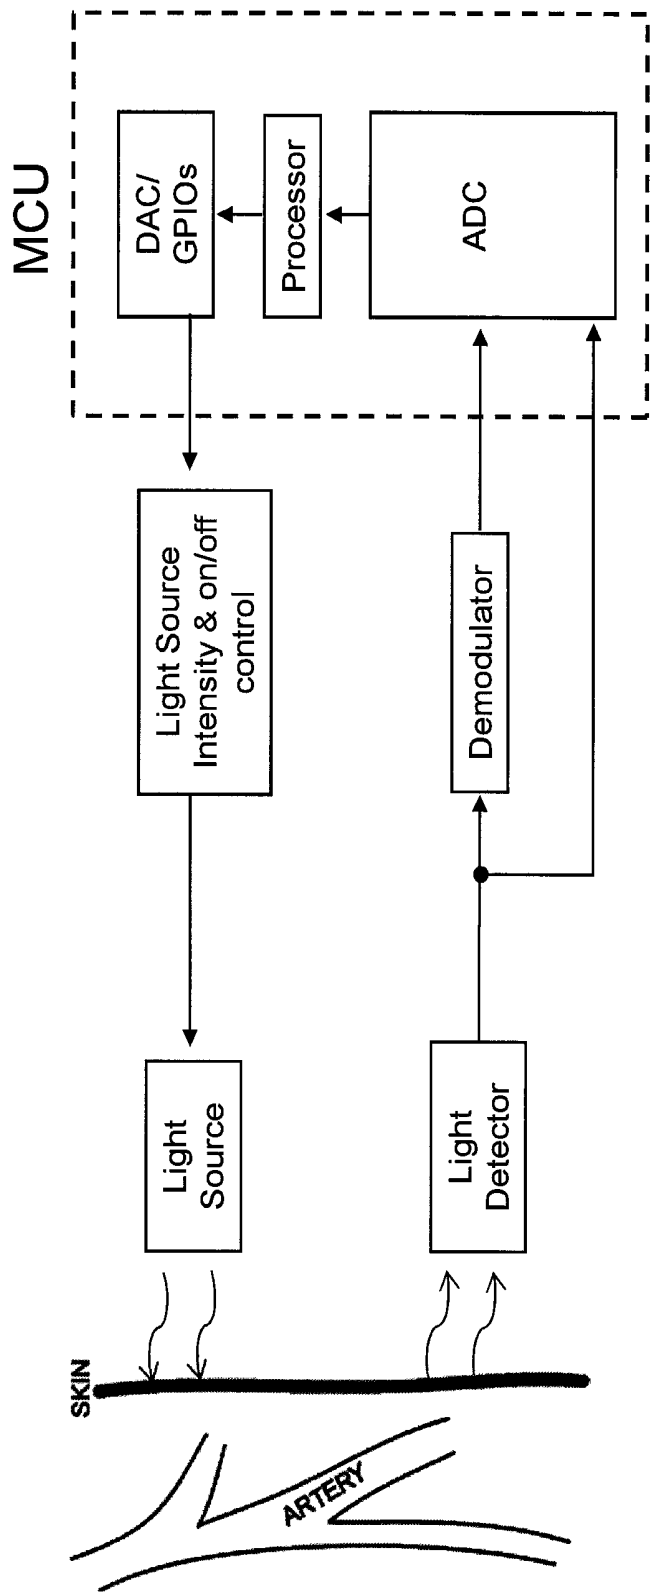 MCU
DAC/
GPIOs
Processor
ADC
Light Source
Intensity & on/off
control
Demodulator
Light
Source
Light
Detector
SKIN
ARTERY